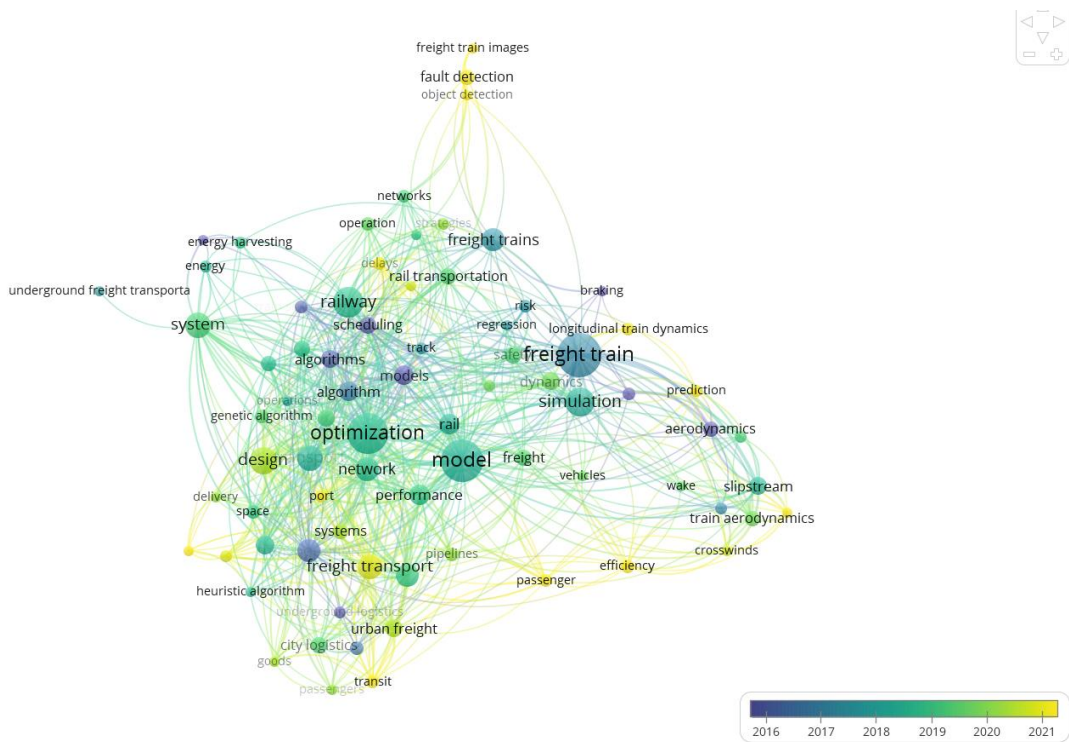 freight train images
fault detection
object detection
networks
operation
strategies
freight trains
energy harvesting
delays
energy
rail transportation
underground freight transporta
braking
railway
risk
system
scheduling
regression
longitudinal train dynamics
track
safety
freight train
algorithms
models
dynamics
algorithm
prediction
operations
simulation
genetic algorithm
rail
aerodynamics
optimization
design
model
freight
network
vehicles
wake
slipstream
delivery
port
performance
space
train aerodynamics
systems
pipelines
crosswinds
freight transport
efficiency
passenger
heuristic algorithm
underground logistics
urban freight
city logistics
goods
transit
passengers
2016 2017 2018 2019 2020 2021